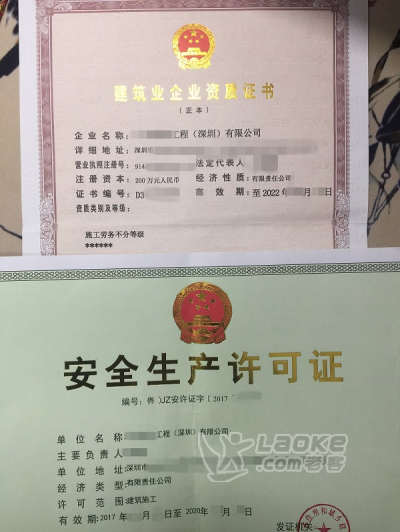 建筑业企业资质证书
(正本)
企业名称: 工程（深圳）有限公司
详细地址: 深圳市
营业执照注册号: 914 法定代表人
注册资本: 200万元人民币 经济性质: 有限责任公司
证书编号: D3 有效期: 至2022年 月 日
资质类别及等级:
施工劳务不分等级
******
安全生产许可证
编号: JZ安许证字〔2017
单位名称: 工程（深圳）有限公司
主要负责人:
单位地址: 深圳市
经济类型: 有限责任公司
许可范围: 建筑施工
有效期: 2017年 月 日至2020年 月 日
发证机关:
LAOKE
.com老客